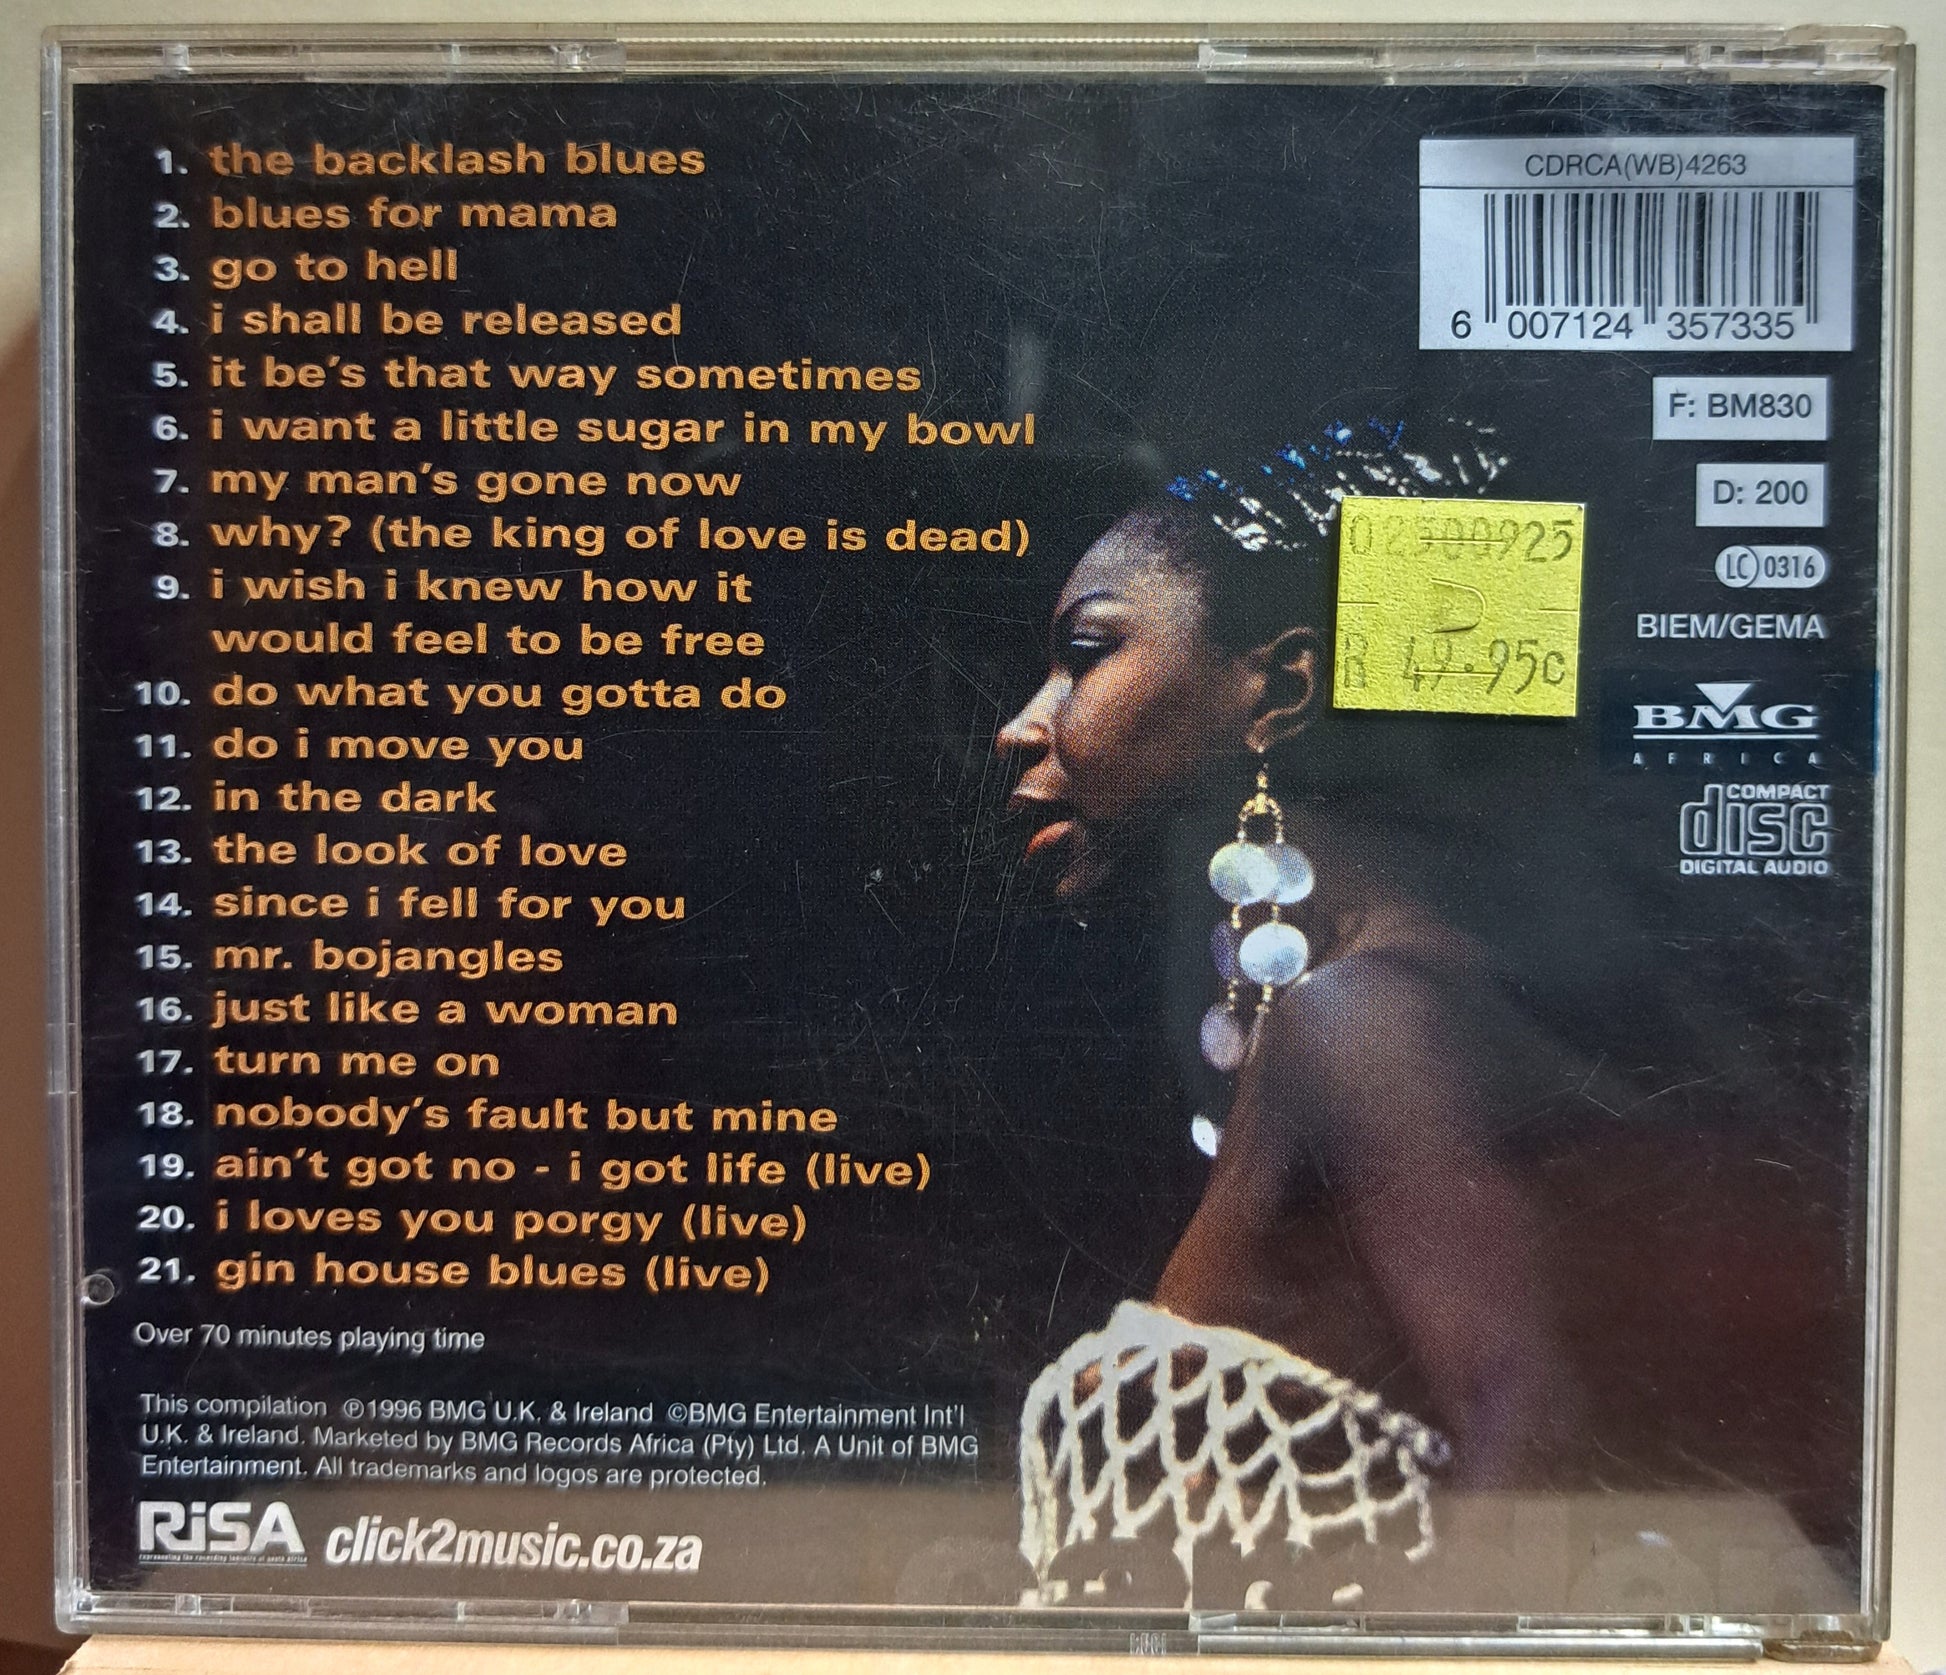 1. the backlash blues
2. blues for mama
3. go to hell
4. i shall be released
5. it be's that way sometimes
6. i want a little sugar in my bowl
7. my man's gone now
8. why? (the king of love is dead)
9. i wish i knew how it
would feel to be free
10. do what you gotta do
11. do i move you
12. in the dark
13. the look of love
14. since i fell for you
15. mr. bojangles
16. just like a woman
17. turn me on
18. nobody's fault but mine
19. ain't got no - i got life (live)
20. i loves you porgy (live)
21. gin house blues (live)
Over 70 minutes playing time
This compilation ℗1996 BMG U.K. & Ireland ©BMG Entertainment Int'l
U.K. & Ireland. Marketed by BMG Records Africa (Pty) Ltd. A Unit of BMG
Entertainment. All trademarks and logos are protected.
RiSA
representing the recording industry of south africa
click2music.co.za
CDRCA(WB)4263
6 007124 357335
F: BM830
D: 200
LC 0316
BIEM/GEMA
BMG
AFRICA
COMPACT
disc
DIGITAL AUDIO
02500925
D
R 49.95c